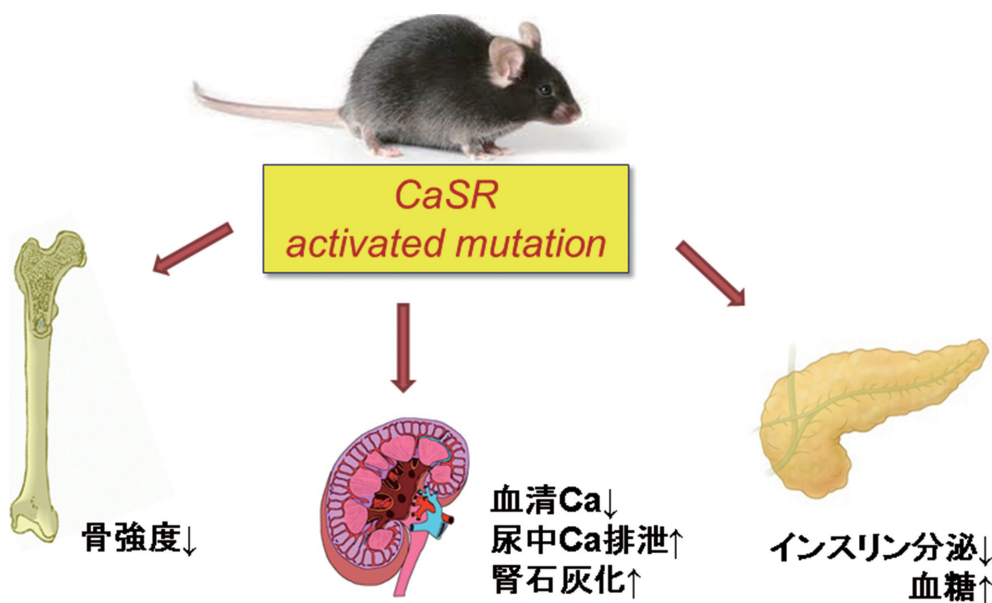 CaSR
activated mutation
骨強度↓
血清Ca↓
尿中Ca排泄↑
腎石灰化↑
インスリン分泌↓
血糖↑